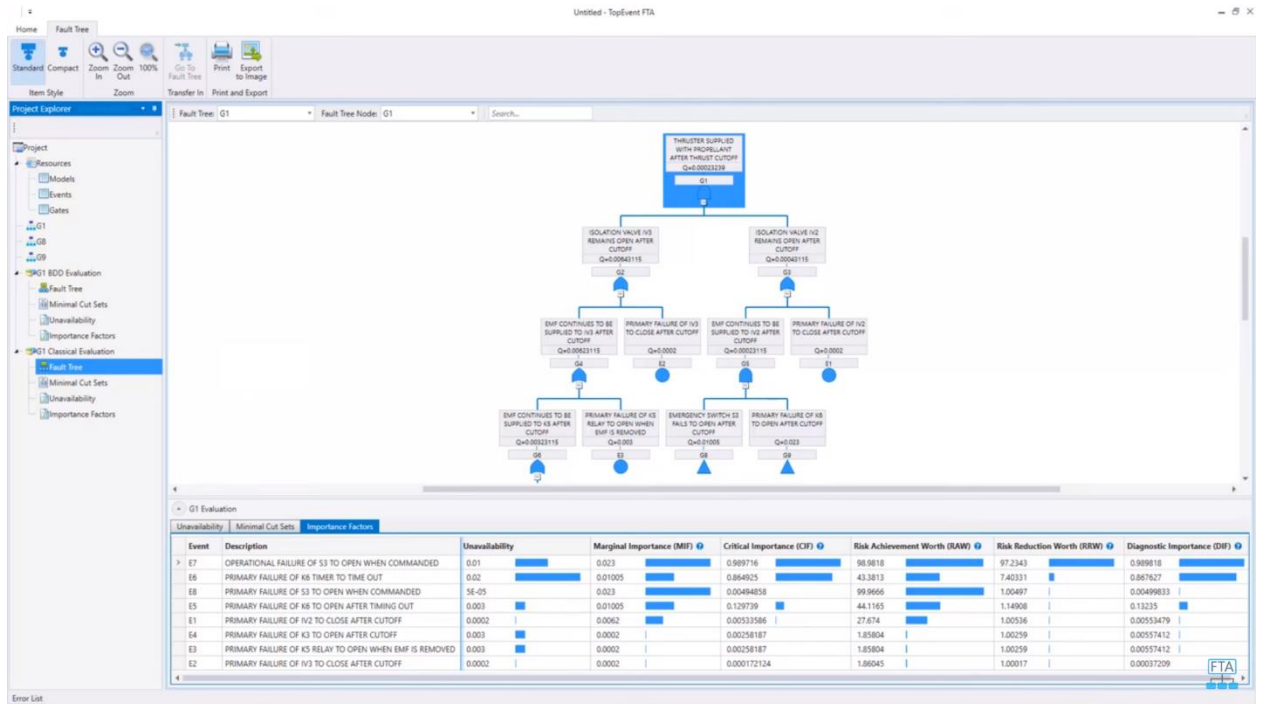 Untitled - TopEvent FTA
Home Fault Tree
Standard Compact Zoom In Zoom Out 100% Go To Fault Tree Print Export to Image
Item Style Zoom Transfer In Print and Export
Project Explorer
Project
Resources
Models
Events
Gates
G1
G8
G9
G1 BDD Evaluation
Fault Tree
Minimal Cut Sets
Unavailability
Importance Factors
G1 Classical Evaluation
Fault Tree
Minimal Cut Sets
Unavailability
Importance Factors
Fault Tree: G1 Fault Tree Node: G1 Search...
THRUSTER SUPPLIED
WITH PROPELLANT
AFTER THRUST CUTOFF
Q=0.00023239
G1
ISOLATION VALVE IV3
REMAINS OPEN AFTER
CUTOFF
Q=0.00643115
G2
ISOLATION VALVE IV2
REMAINS OPEN AFTER
CUTOFF
Q=0.00043115
G3
EMF CONTINUES TO BE
SUPPLIED TO IV3 AFTER
CUTOFF
Q=0.00623115
G4
PRIMARY FAILURE OF IV3
TO CLOSE AFTER CUTOFF
Q=0.0002
E2
EMF CONTINUES TO BE
SUPPLIED TO IV2 AFTER
CUTOFF
Q=0.00023115
G5
PRIMARY FAILURE OF IV2
TO CLOSE AFTER CUTOFF
Q=0.0002
E1
EMF CONTINUES TO BE
SUPPLIED TO K5 AFTER
CUTOFF
Q=0.00323115
G6
PRIMARY FAILURE OF K5
RELAY TO OPEN WHEN
EMF IS REMOVED
Q=0.003
E3
EMERGENCY SWITCH S3
FAILS TO OPEN AFTER
CUTOFF
Q=0.01005
G8
PRIMARY FAILURE OF K6
TO OPEN AFTER CUTOFF
Q=0.023
G9
G1 Evaluation
Unavailability Minimal Cut Sets Importance Factors
Event Description Unavailability Marginal Importance (MIF) Critical Importance (CIF) Risk Achievement Worth (RAW) Risk Reduction Worth (RRW) Diagnostic Importance (DIF)
> E7 OPERATIONAL FAILURE OF S3 TO OPEN WHEN COMMANDED 0.01 0.023 0.989716 98.9818 97.2343 0.989818
E6 PRIMARY FAILURE OF K6 TIMER TO TIME OUT 0.02 0.01005 0.864925 43.3813 7.40331 0.867627
E8 PRIMARY FAILURE OF S3 TO OPEN WHEN COMMANDED 5E-05 0.023 0.00494858 99.9666 1.00497 0.00499833
E5 PRIMARY FAILURE OF K6 TO OPEN AFTER TIMING OUT 0.003 0.01005 0.129739 44.1165 1.14908 0.13235
E1 PRIMARY FAILURE OF IV2 TO CLOSE AFTER CUTOFF 0.0002 0.0062 0.00533586 27.674 1.00536 0.00553479
E4 PRIMARY FAILURE OF K3 TO OPEN AFTER CUTOFF 0.003 0.0002 0.00258187 1.85804 1.00259 0.00557412
E3 PRIMARY FAILURE OF K5 RELAY TO OPEN WHEN EMF IS REMOVED 0.003 0.0002 0.00258187 1.85804 1.00259 0.00557412
E2 PRIMARY FAILURE OF IV3 TO CLOSE AFTER CUTOFF 0.0002 0.0002 0.000172124 1.86045 1.00017 0.00037209
FTA
Error List